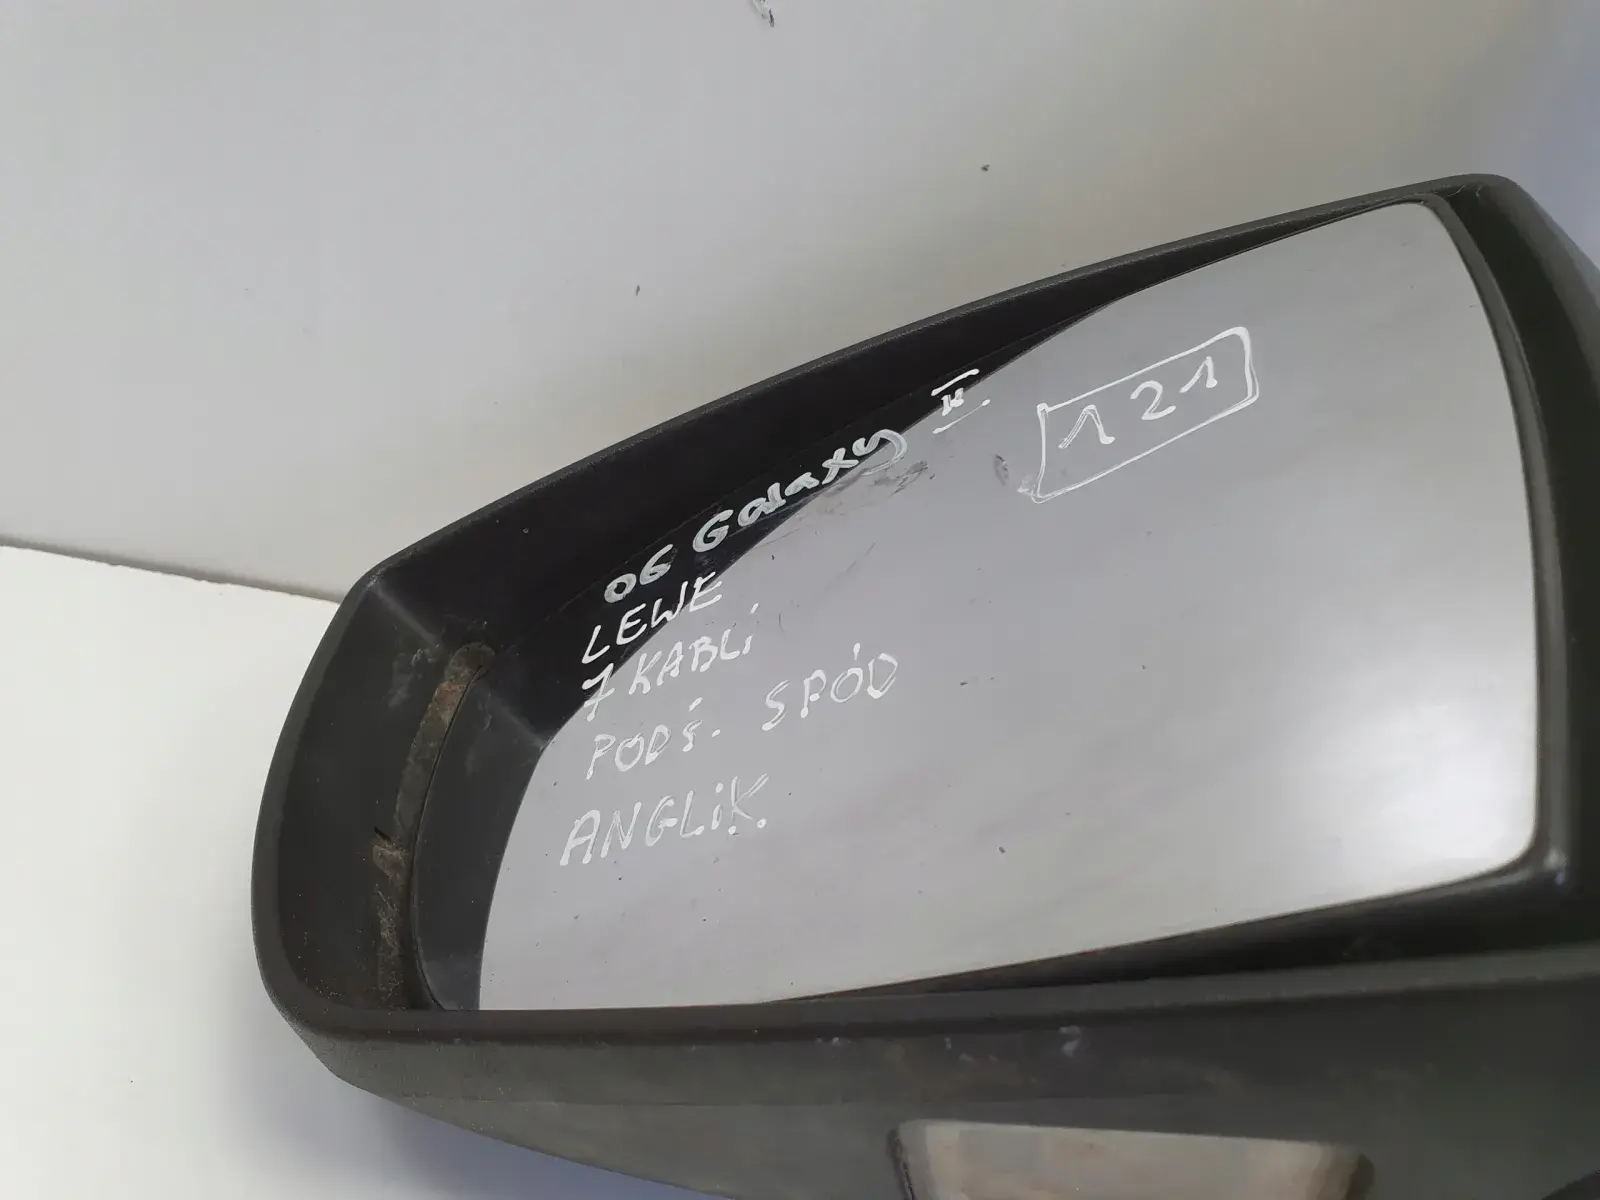 06 Galaxy II
121
LEWE
7 KABLi
PODŚ. SPÓD
ANGLiK.